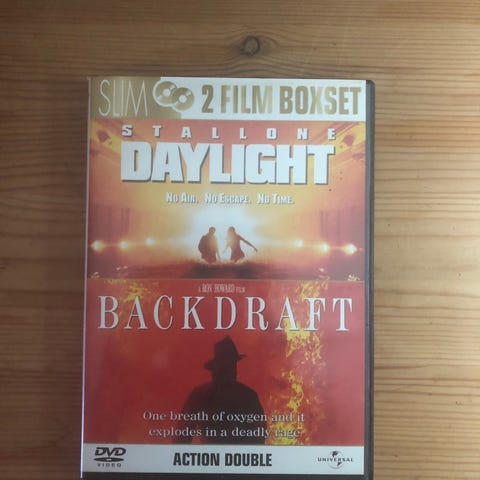 SLIM 2 FILM BOXSET
STALLONE
DAYLIGHT
NO AIR. NO ESCAPE. NO TIME.
A RON HOWARD FILM
BACKDRAFT
One breath of oxygen and it
explodes in a deadly rage
DVD
VIDEO
ACTION DOUBLE
UNIVERSAL